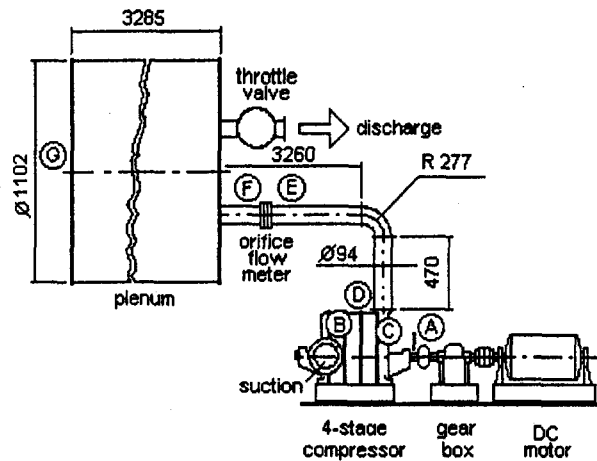 3285
throttle
valve
discharge
G
Ø1102
3260
R 277
F
E
orifice
flow
meter
Ø94
470
plenum
D
B
C
A
suction
4-stage
compressor
gear
box
DC
motor